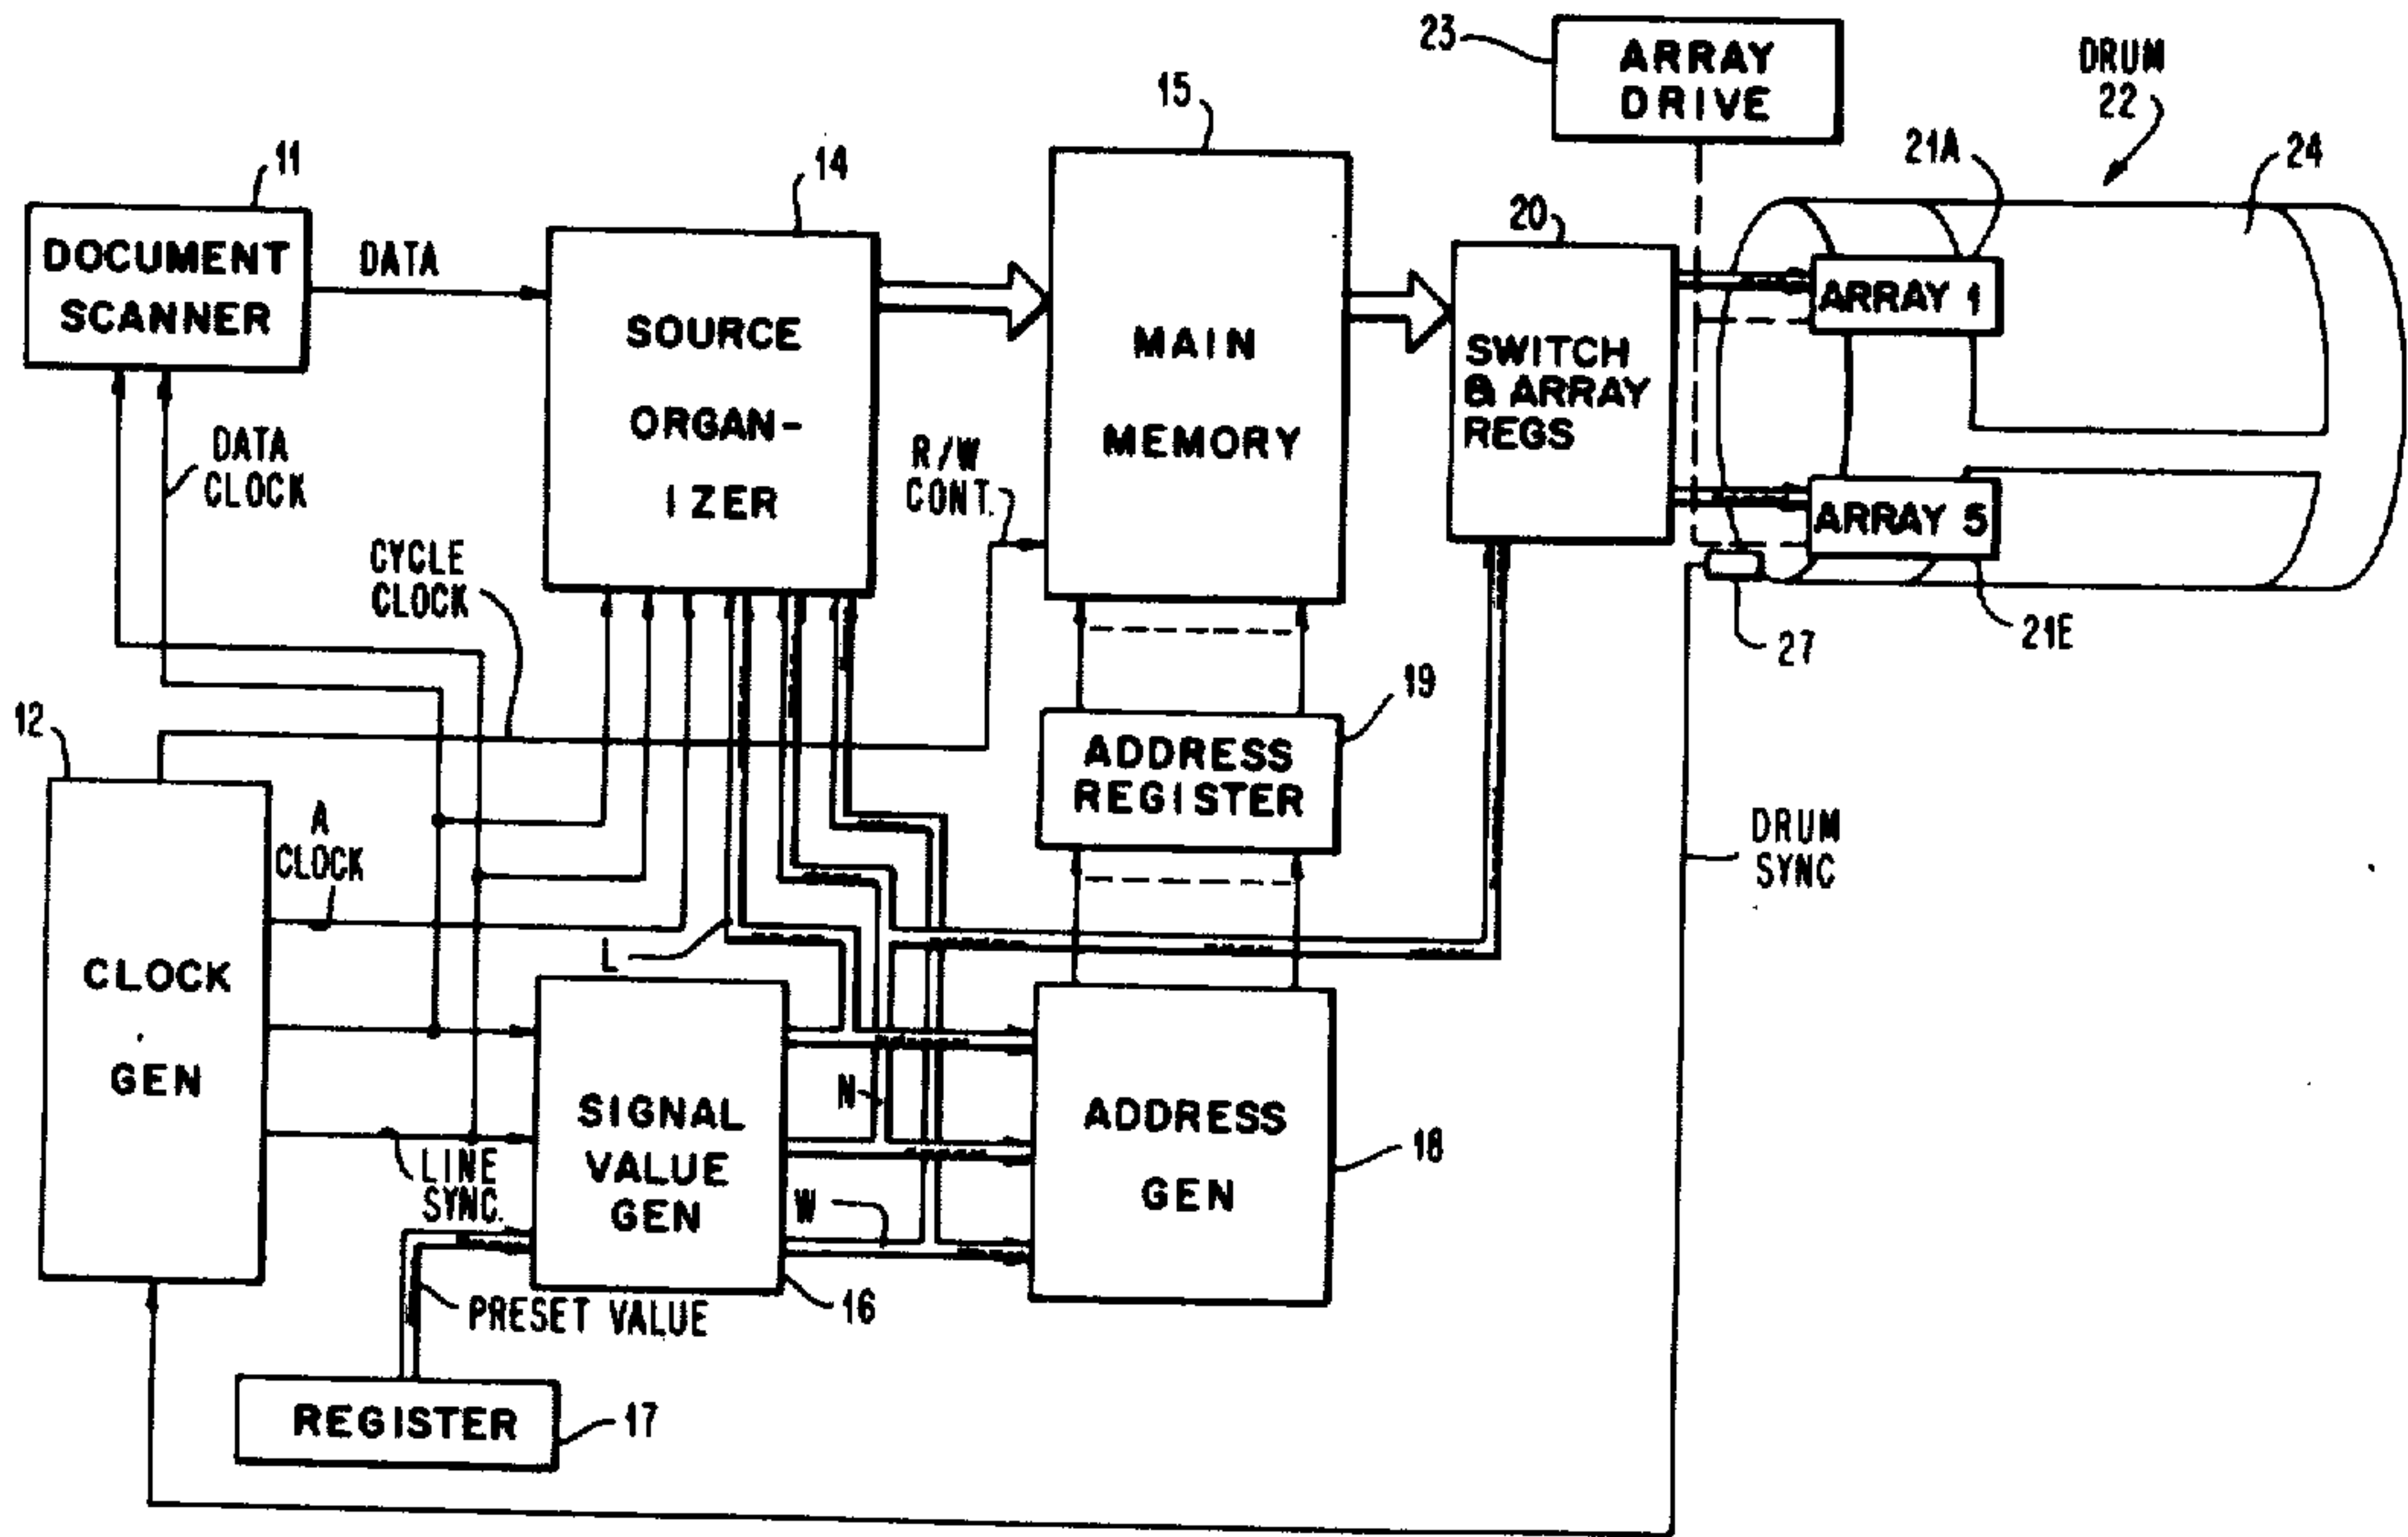 23
ARRAY
DRIVE
DRUM
22
15
11
14
21A
24
20
DOCUMENT
SCANNER
DATA
SOURCE
ORGAN-
IZER
MAIN
MEMORY
SWITCH
& ARRAY
REGS
ARRAY 1
ARRAY 5
DATA
CLOCK
R/W
CONT.
CYCLE
CLOCK
27
21E
12
19
ADDRESS
REGISTER
A
CLOCK
DRUM
SYNC
L
CLOCK
GEN
SIGNAL
VALUE
GEN
N
ADDRESS
GEN
18
LINE
SYNC.
W
PRESET VALUE
16
REGISTER
17